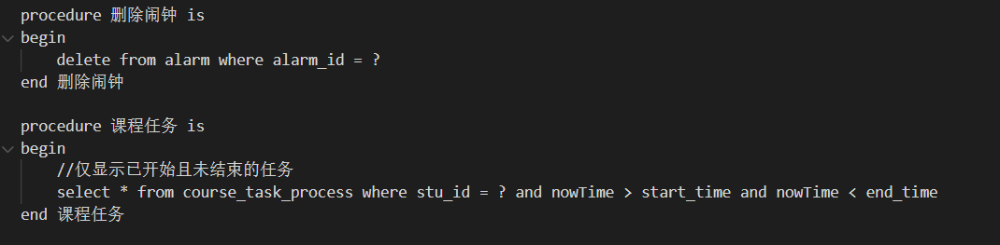 procedure 删除闹钟 is
begin
    delete from alarm where alarm_id = ?
end 删除闹钟

procedure 课程任务 is
begin
    //仅显示已开始且未结束的任务
    select * from course_task_process where stu_id = ? and nowTime > start_time and nowTime < end_time
end 课程任务